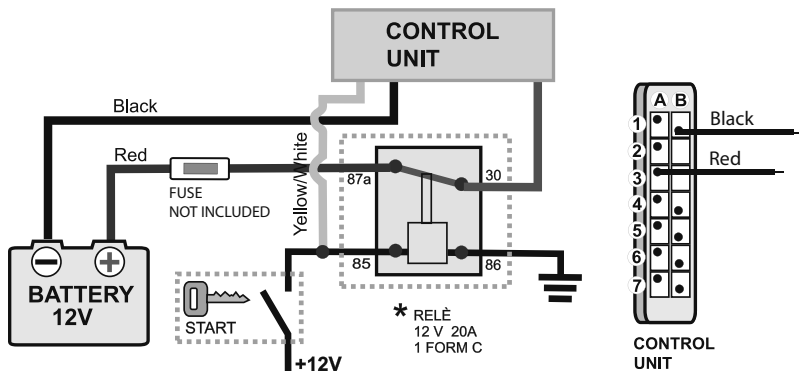 CONTROL
UNIT
Black
Red
Yellow/White
FUSE
NOT INCLUDED
87a
30
85
86
BATTERY
12V
START
+12V
* RELÈ
12 V 20A
1 FORM C
A B
1
2
3
4
5
6
7
Black
Red
CONTROL
UNIT